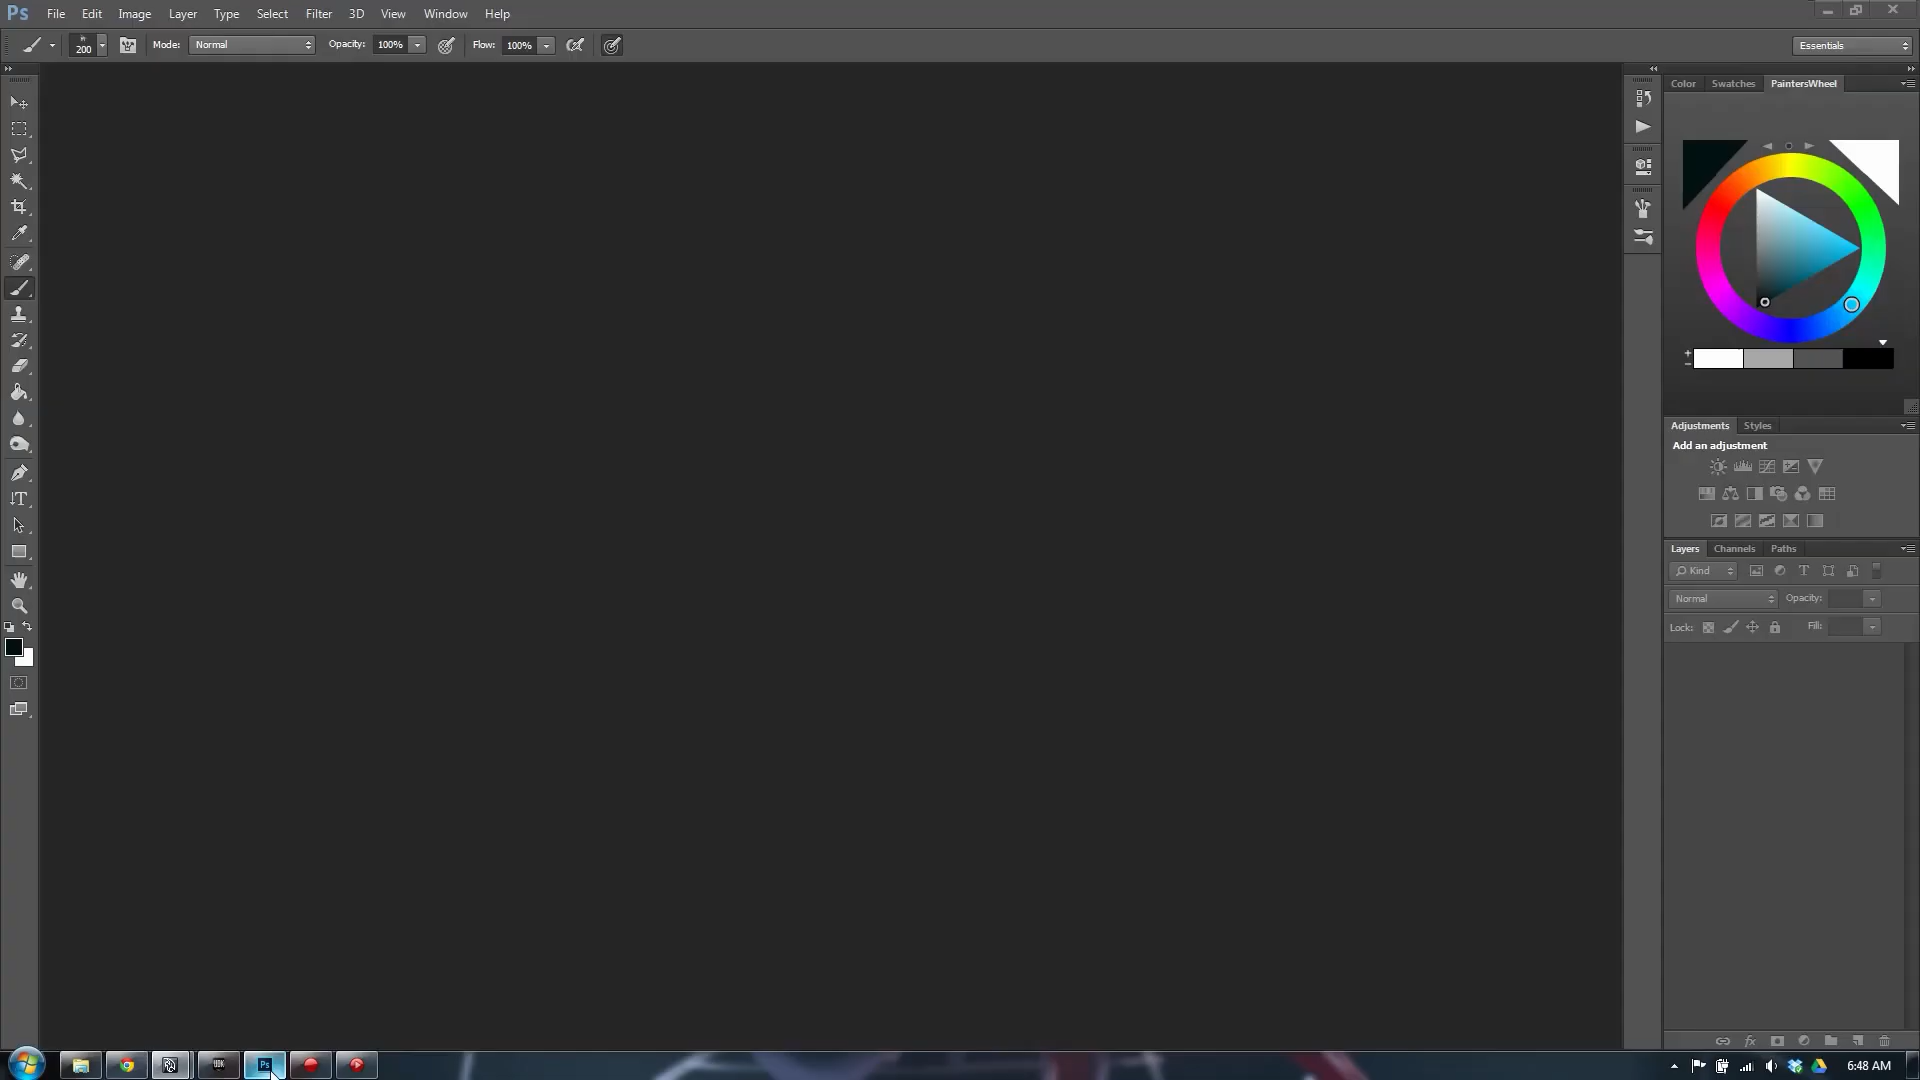 Ps File Edit Image Layer Type Select Filter 3D View Window Help
200 Mode: Normal Opacity: 100% Flow: 100% Essentials
Color Swatches PaintersWheel
Adjustments Styles
Add an adjustment
Layers Channels Paths
Kind T
Normal Opacity:
Lock: Fill:
T
fx
Ps 6:48 AM